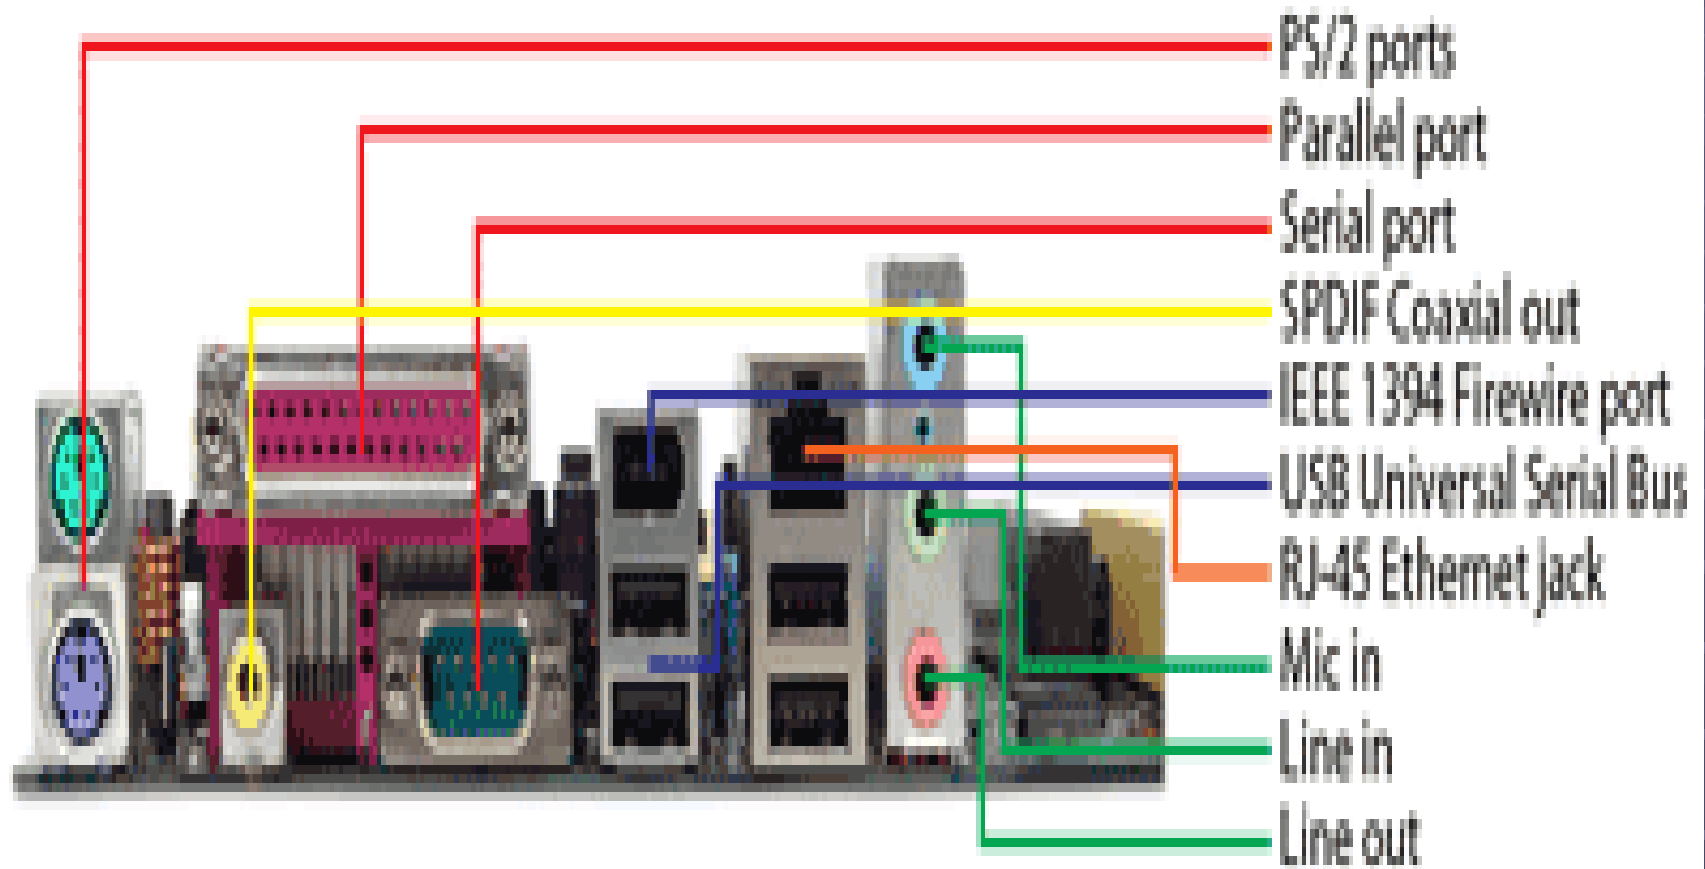 PS/2 ports
Parallel port
Serial port
SPDIF Coaxial out
IEEE 1394 Firewire port
USB Universal Serial Bus
RJ-45 Ethernet jack
Mic in
Line in
Line out